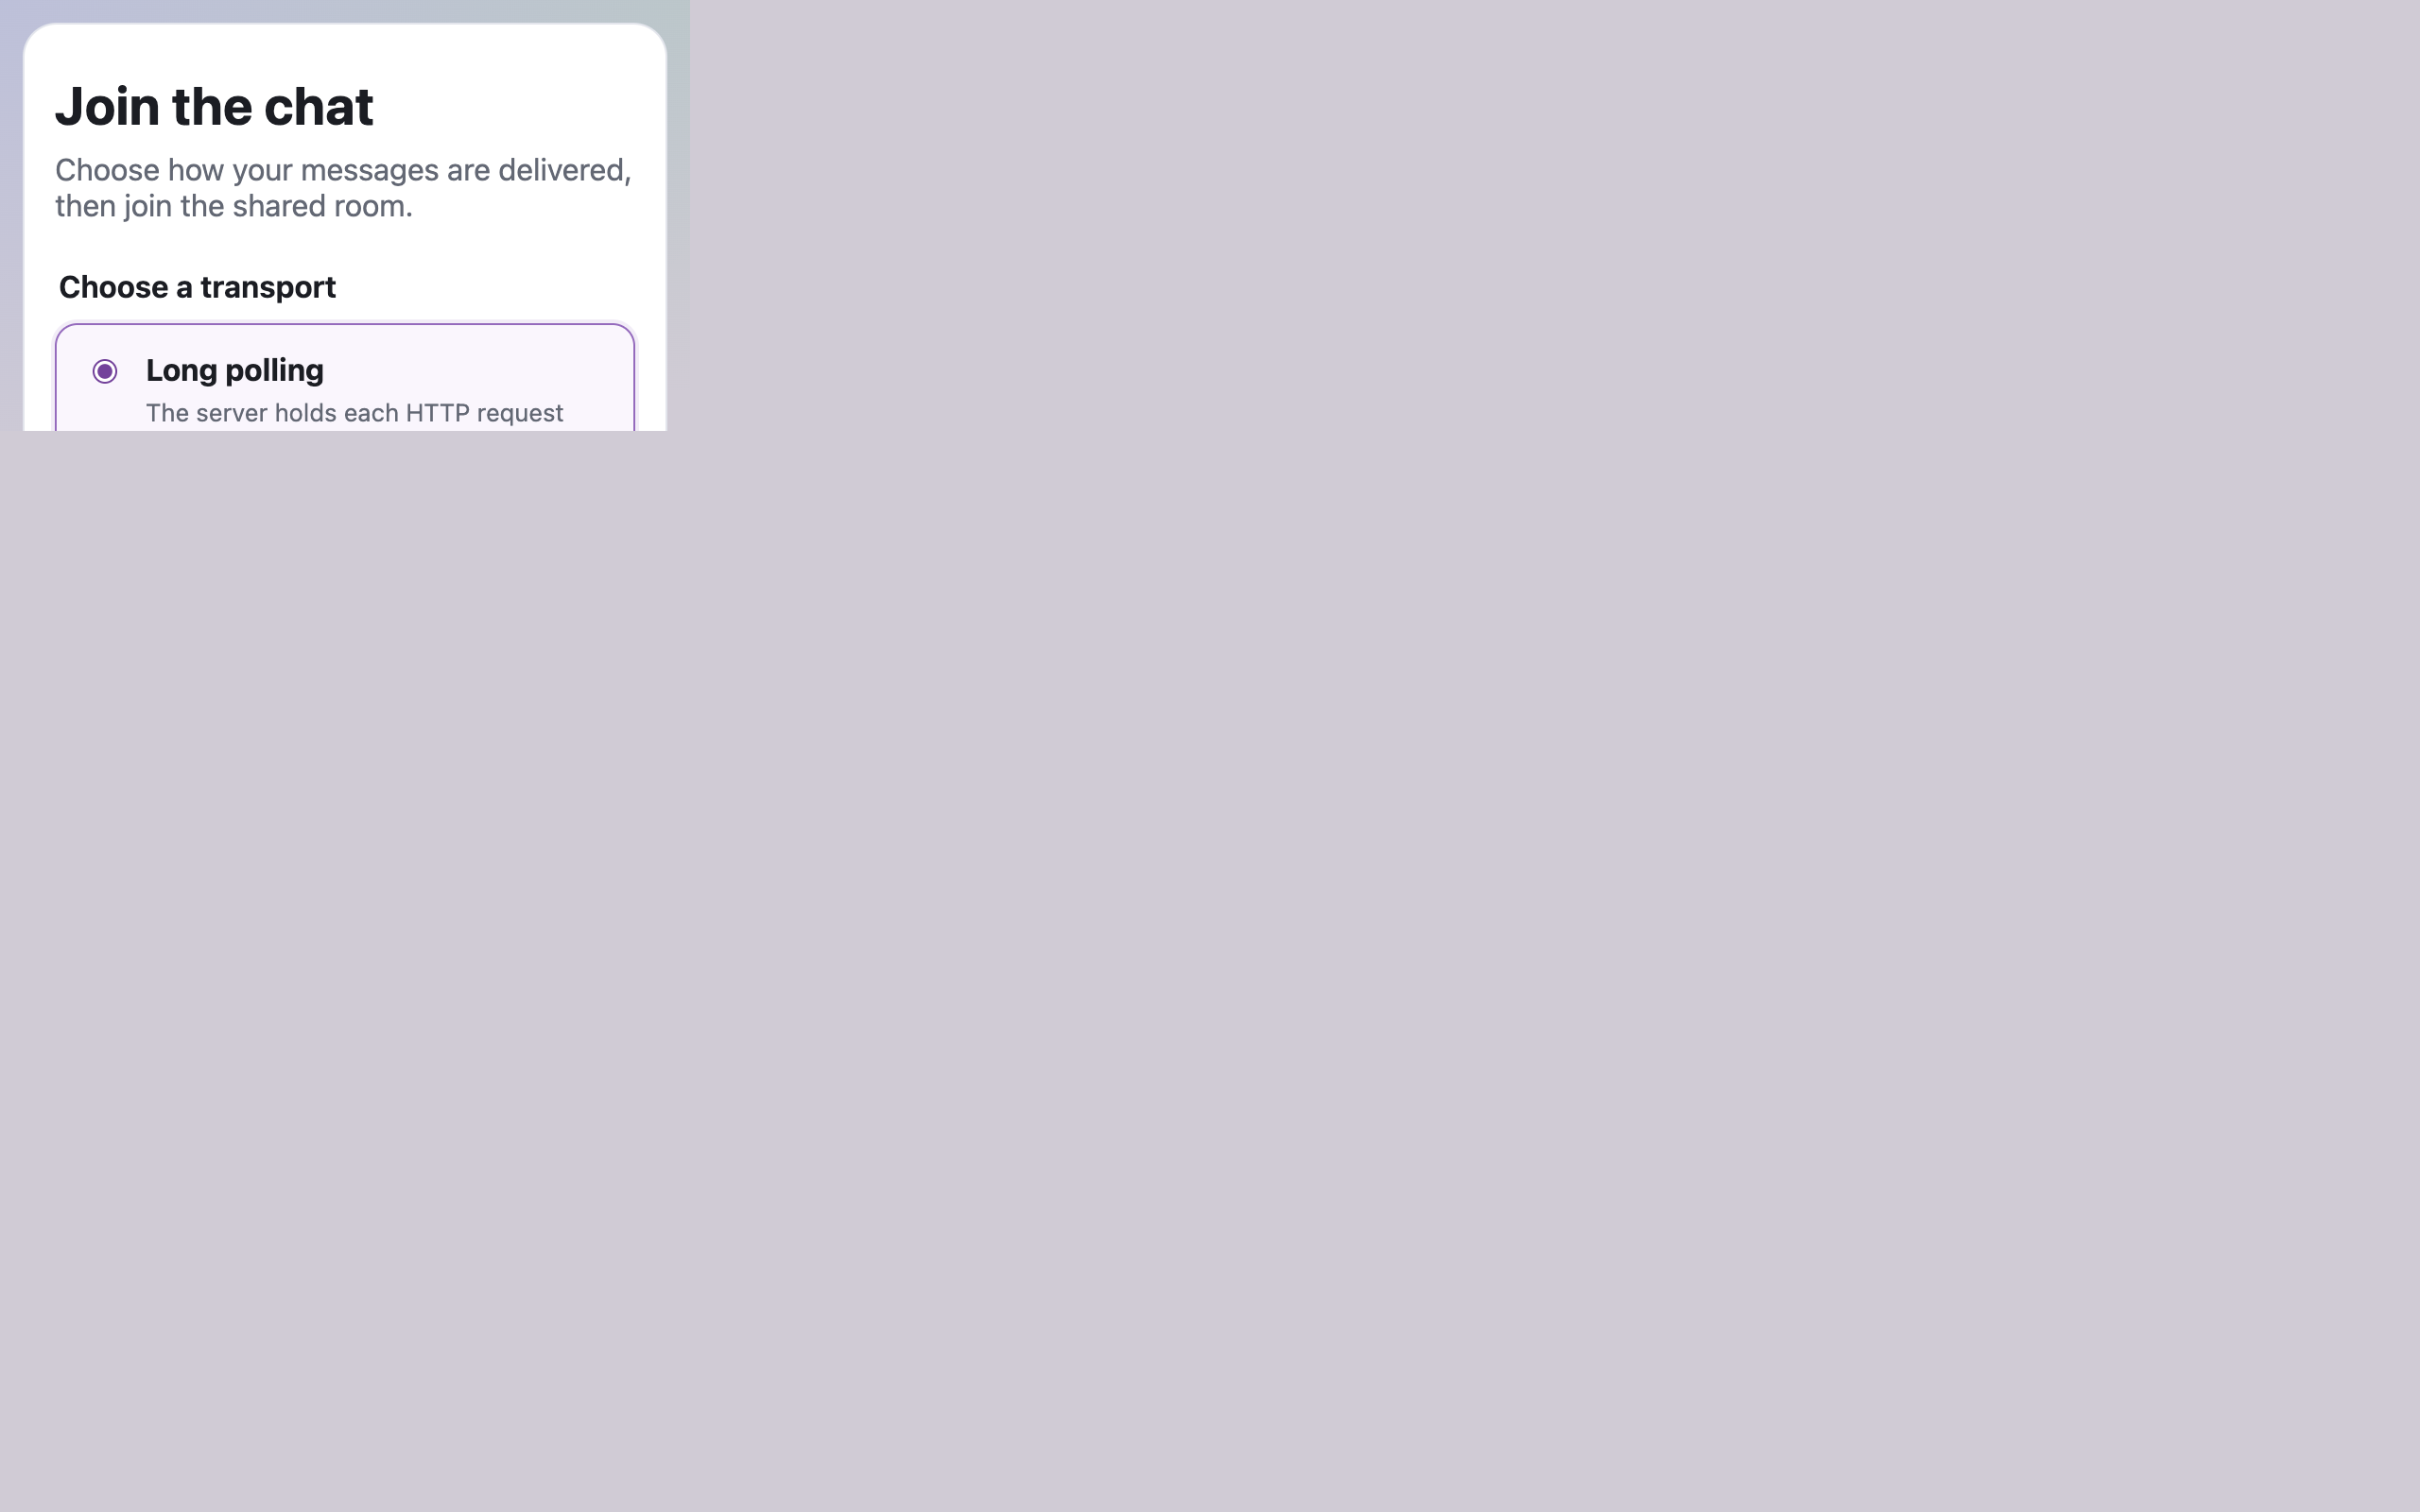 Join the chat
Choose how your messages are delivered,
then join the shared room.
Choose a transport
Long polling
The server holds each HTTP request